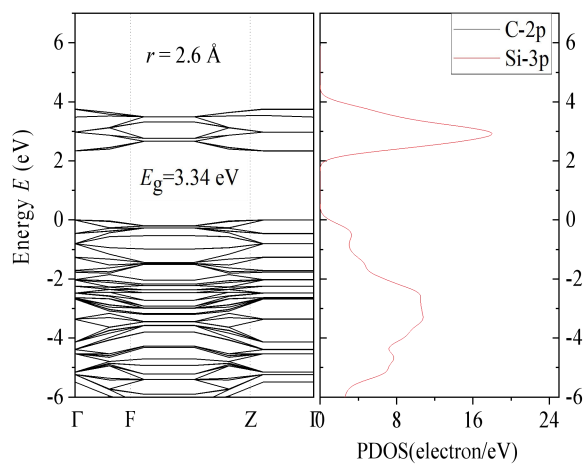 6
4
2
0
-2
-4
-6
Energy E (eV)
r = 2.6 Å
Eg=3.34 eV
Γ F Z Γ
C-2p
Si-3p
6
4
2
0
-2
-4
-6
0 8 16 24
PDOS(electron/eV)